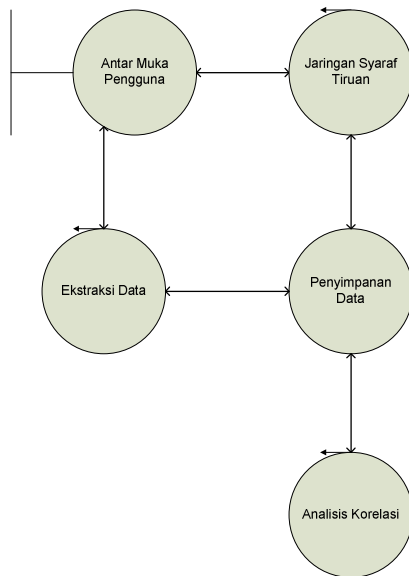 Antar Muka
Pengguna
Jaringan Syaraf
Tiruan
Ekstraksi Data
Penyimpanan
Data
Analisis Korelasi